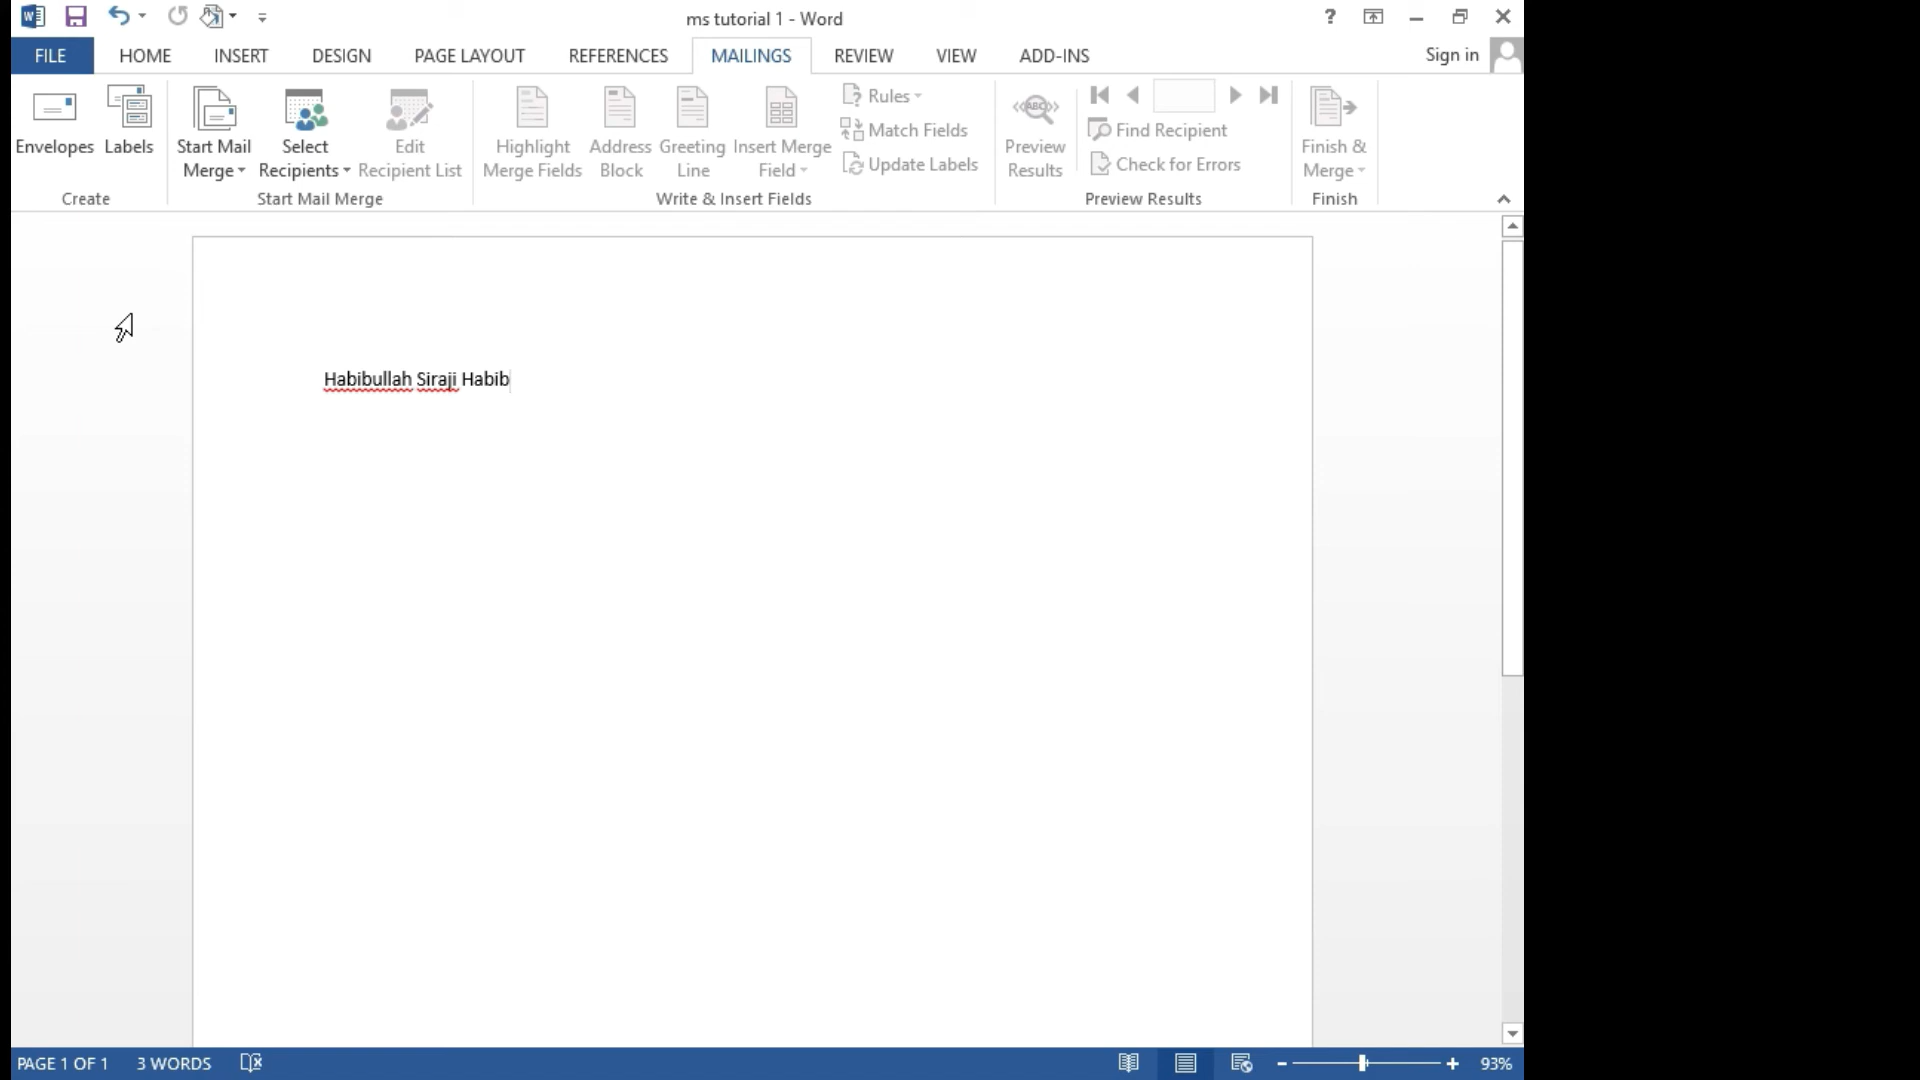 ms tutorial 1 - Word
?
FILE HOME INSERT DESIGN PAGE LAYOUT REFERENCES MAILINGS REVIEW VIEW ADD-INS Sign in
Envelopes Labels
Create
Start Mail
Merge
Select
Recipients
Edit
Recipient List
Start Mail Merge
Highlight
Merge Fields
Address
Block
Greeting
Line
Insert Merge
Field
Rules
Match Fields
Update Labels
Write & Insert Fields
ABC
Preview
Results
Find Recipient
Check for Errors
Preview Results
Finish &
Merge
Finish
Habibullah Siraji Habib
PAGE 1 OF 1 3 WORDS 93%